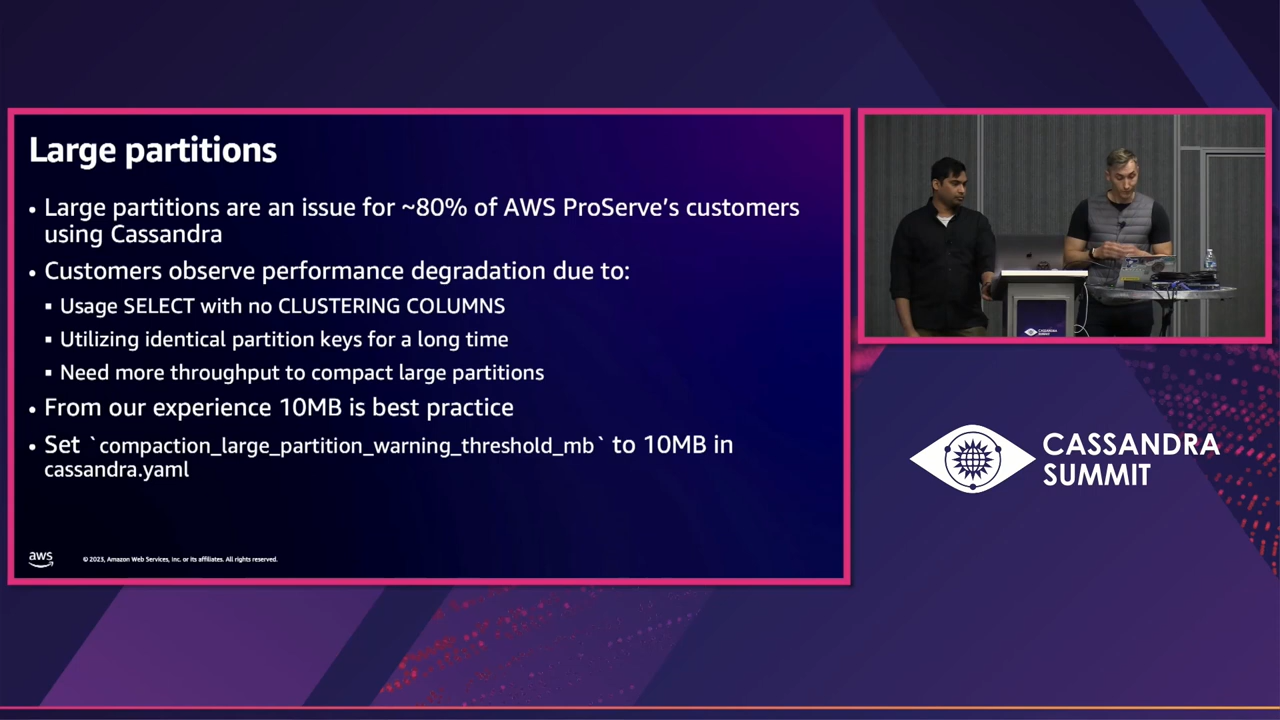 Large partitions
• Large partitions are an issue for ~80% of AWS ProServe's customers
using Cassandra
• Customers observe performance degradation due to:
▪ Usage SELECT with no CLUSTERING COLUMNS
▪ Utilizing identical partition keys for a long time
▪ Need more throughput to compact large partitions
• From our experience 10MB is best practice
• Set `compaction_large_partition_warning_threshold_mb` to 10MB in
cassandra.yaml
aws
© 2023, Amazon Web Services, Inc. or its affiliates. All rights reserved.
CASSANDRA
SUMMIT
CASSANDRA
SUMMIT